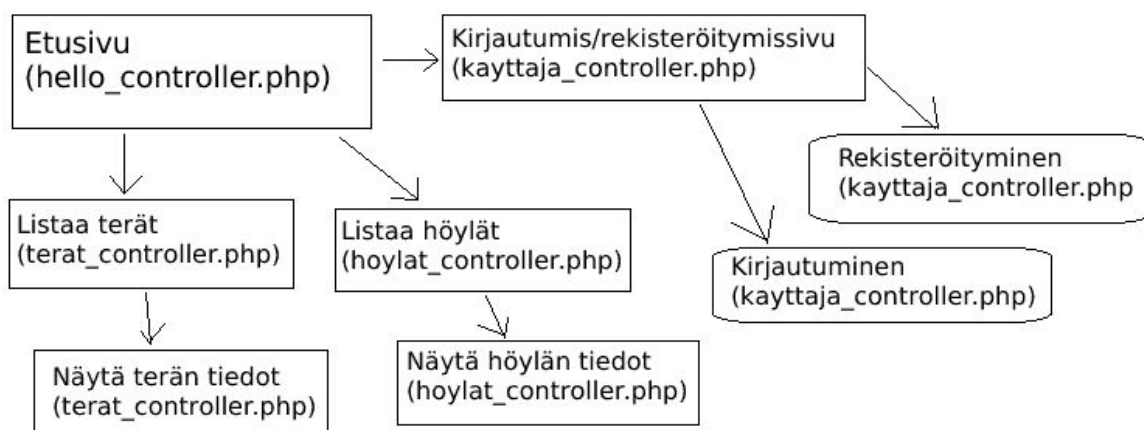 Etusivu
(hello_controller.php)
Kirjautumis/rekisteröitymissivu
(kayttaja_controller.php)
Rekisteröityminen
(kayttaja_controller.php
Listaa terät
(terat_controller.php)
Listaa höylät
(hoylat_controller.php)
Kirjautuminen
(kayttaja_controller.php)
Näytä terän tiedot
(terat_controller.php)
Näytä höylän tiedot
(hoylat_controller.php)